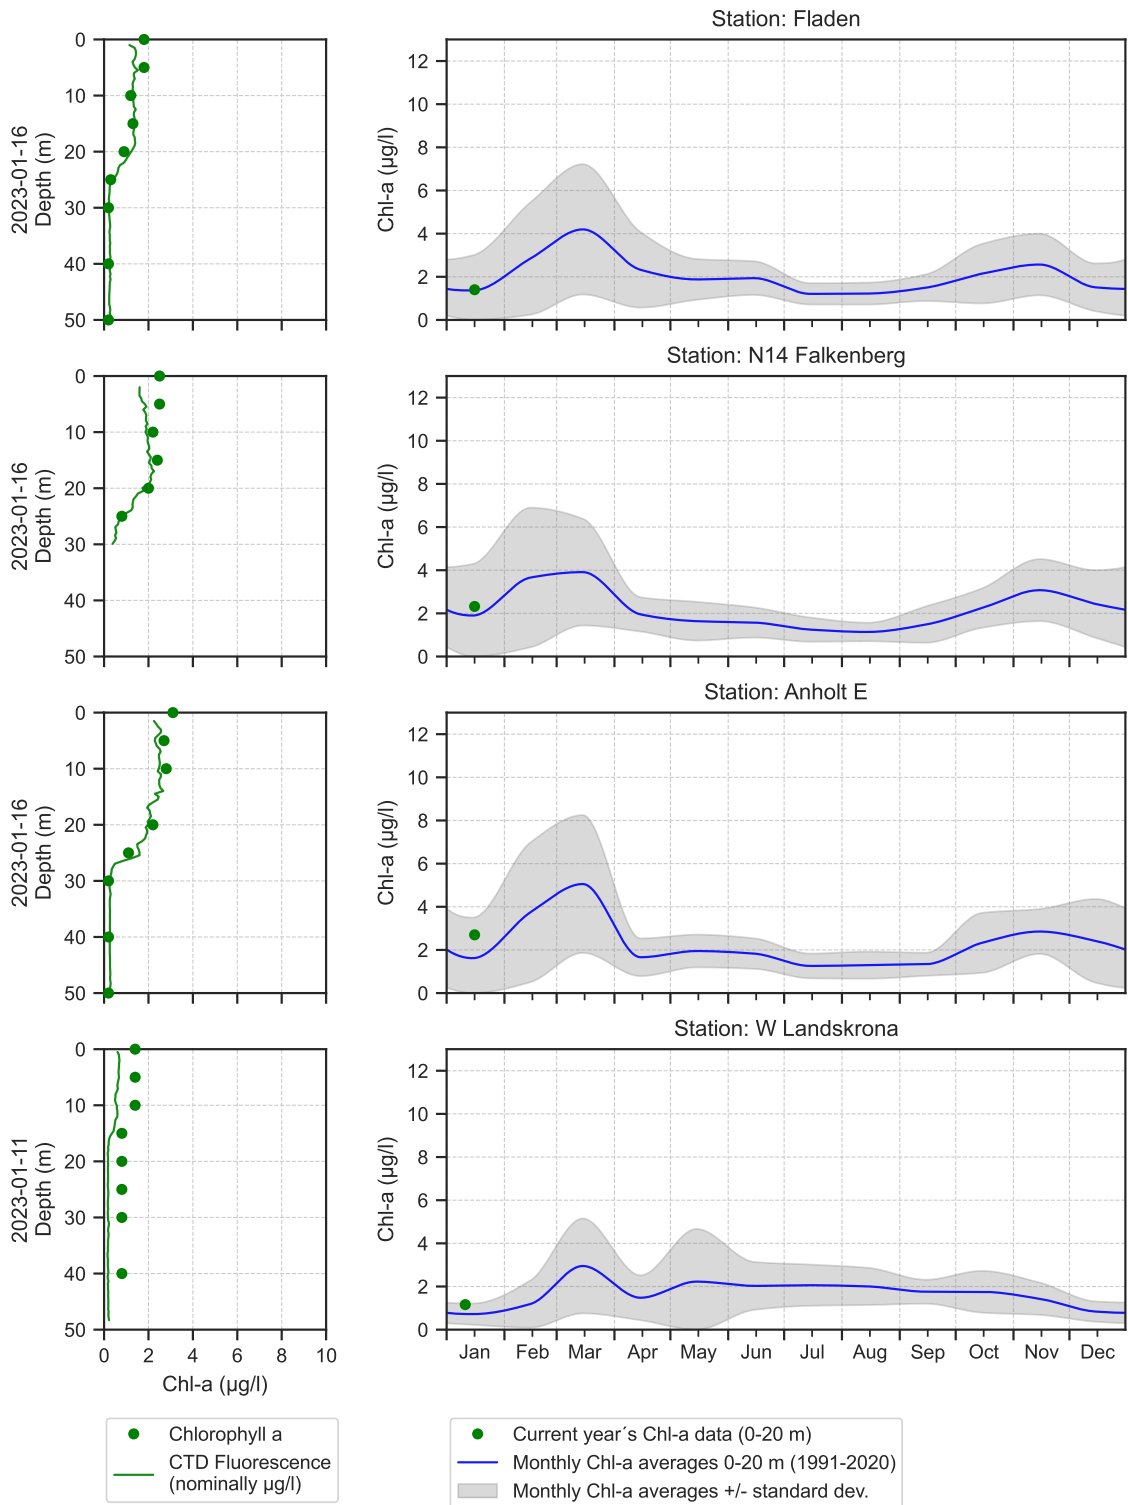 Station: Fladen
0
10
20
30
40
50
2023-01-16
Depth (m)
12
10
8
6
4
2
0
Chl-a (µg/l)
Station: N14 Falkenberg
0
10
20
30
40
50
2023-01-16
Depth (m)
12
10
8
6
4
2
0
Chl-a (µg/l)
Station: Anholt E
0
10
20
30
40
50
2023-01-16
Depth (m)
12
10
8
6
4
2
0
Chl-a (µg/l)
Station: W Landskrona
0
10
20
30
40
50
2023-01-11
Depth (m)
0 2 4 6 8 10
Chl-a (µg/l)
12
10
8
6
4
2
0
Chl-a (µg/l)
Jan Feb Mar Apr May Jun Jul Aug Sep Oct Nov Dec
Chlorophyll a
CTD Fluorescence
(nominally µg/l)
Current year´s Chl-a data (0-20 m)
Monthly Chl-a averages 0-20 m (1991-2020)
Monthly Chl-a averages +/- standard dev.